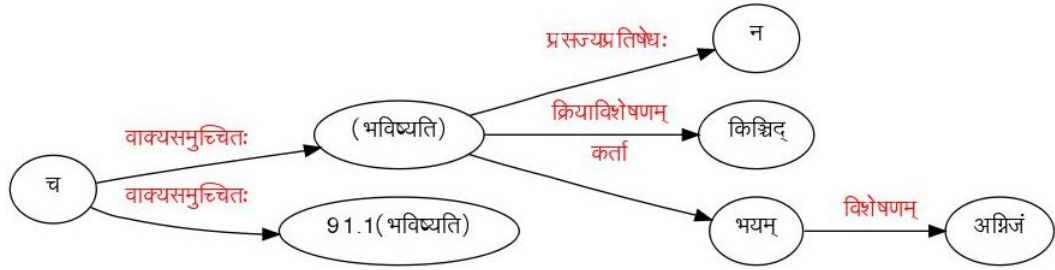 प्रसज्यप्रतिषेधः
न
(भविष्यति)
क्रियाविशेषणम्
किञ्चिद्
वाक्यसमुच्चितः
कर्ता
च
वाक्यसमुच्चितः
91.1(भविष्यति)
भयम्
विशेषणम्
अग्निजं